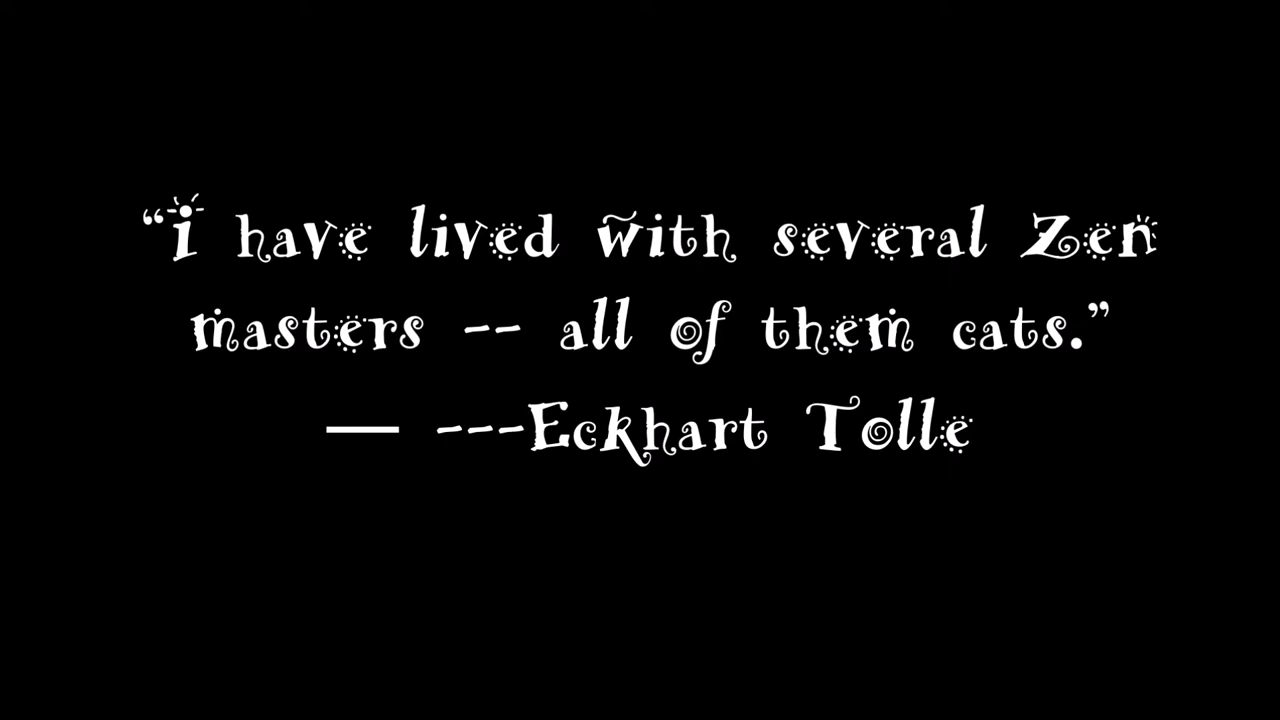 “i have lived with several Zen
masters -- all of them cats.”
— ---Eckhart Tolle